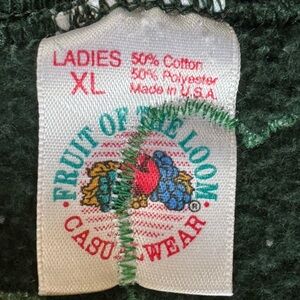 LADIES
XL
50% Cotton
50% Polyester
Made in U.S.A.
FRUIT OF THE LOOM
®
CASUALWEAR